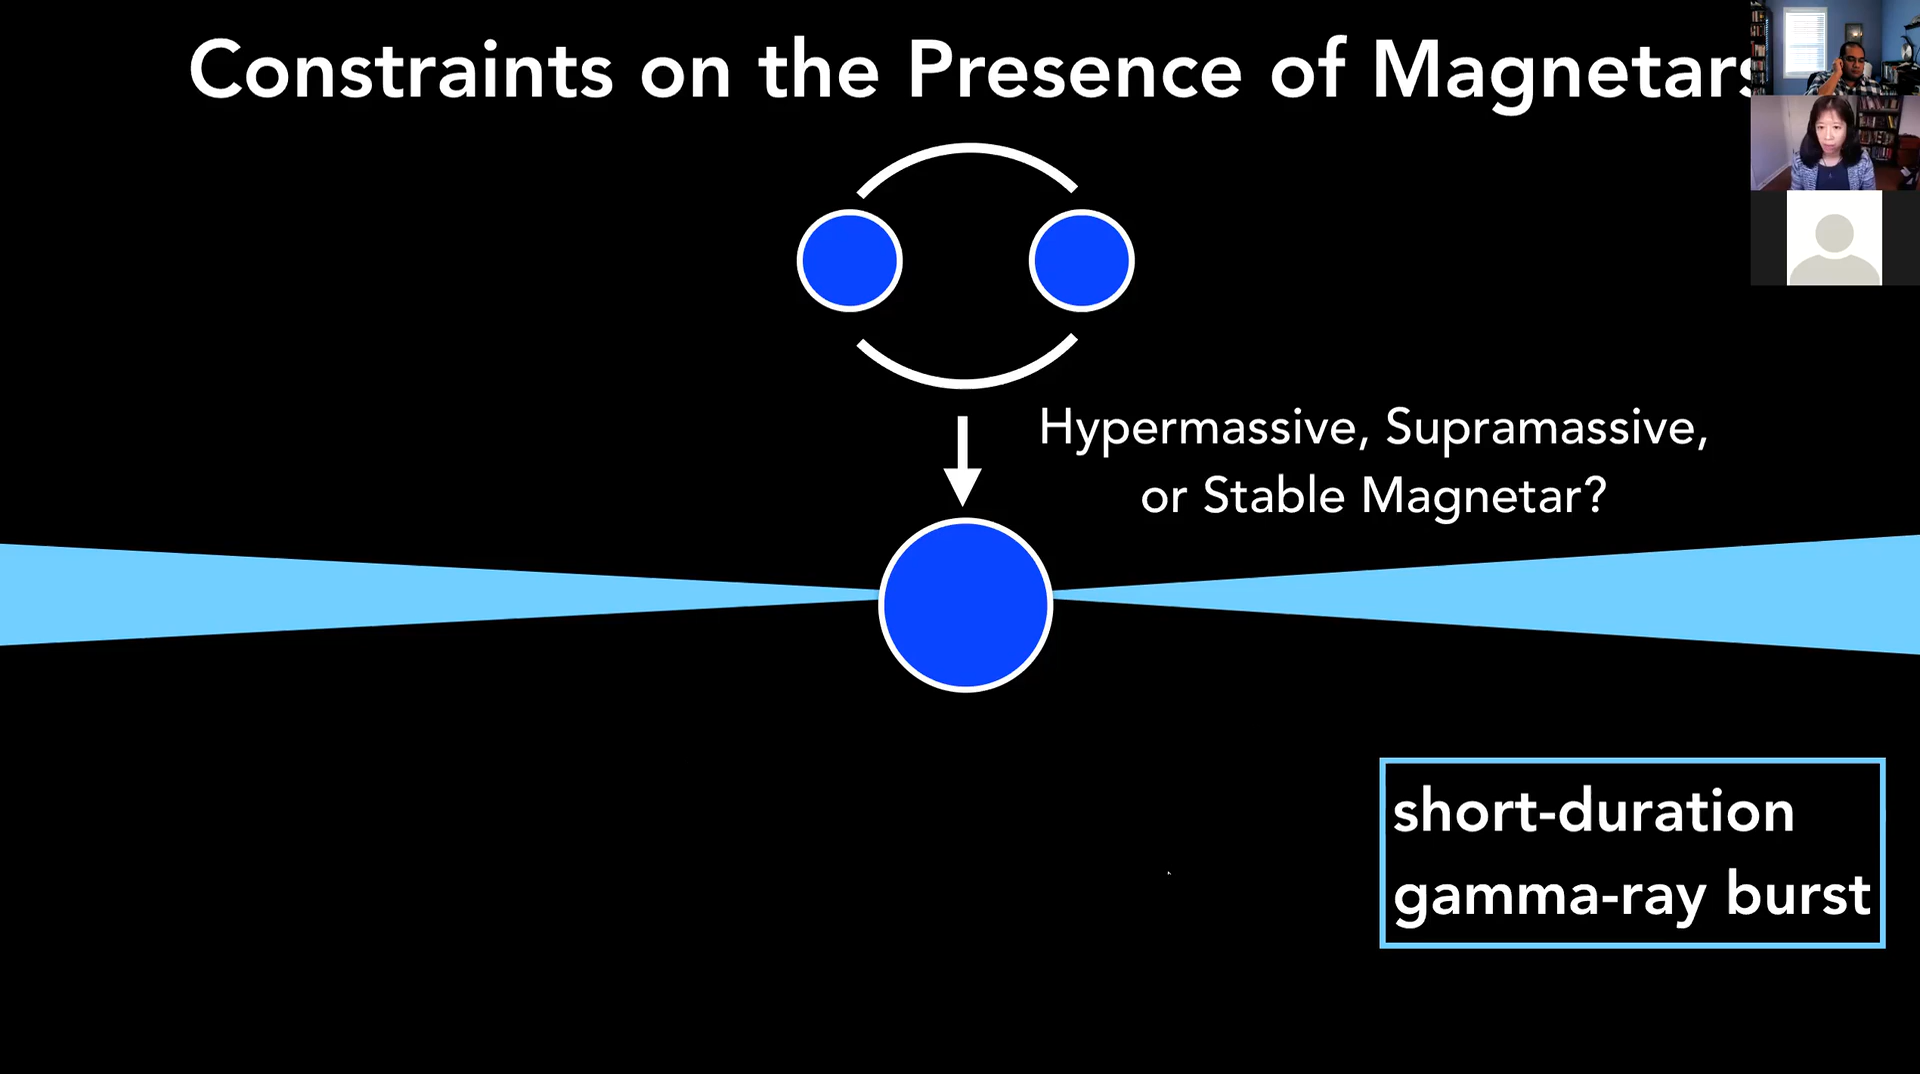 Constraints on the Presence of Magnetars
Hypermassive, Supramassive,
or Stable Magnetar?
short-duration
gamma-ray burst